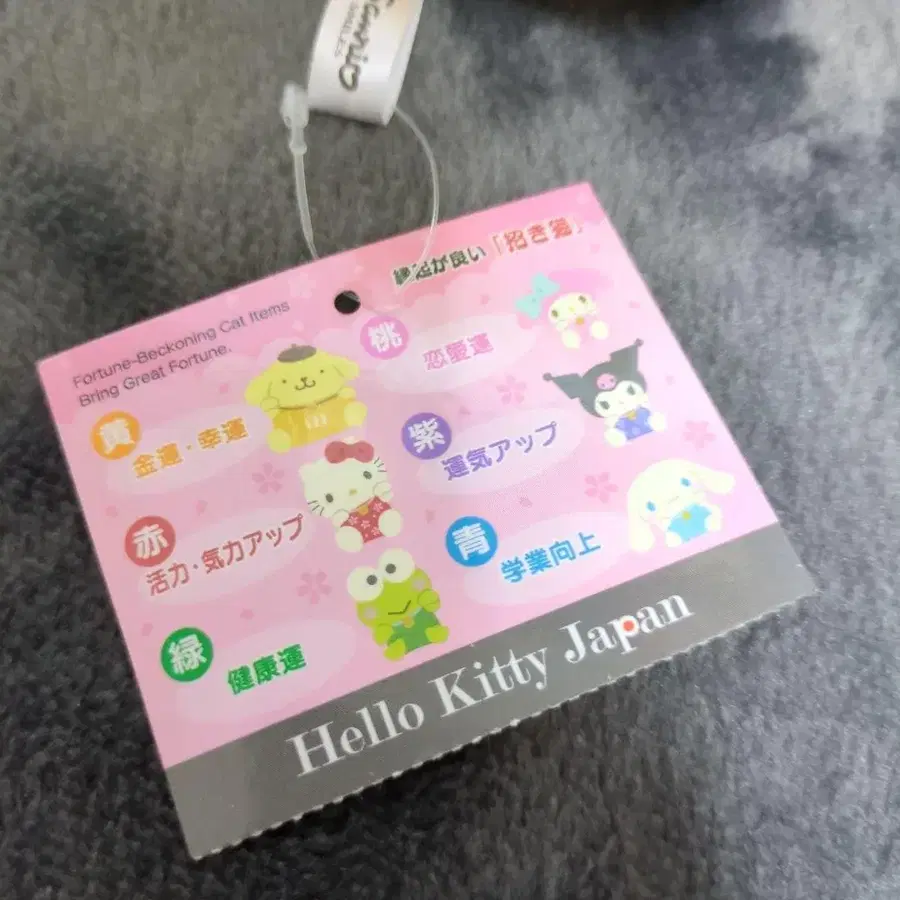 Sanrio
SMILES
Fortune-Beckoning Cat Items
Bring Great Fortune.
縁起が良い「招き猫」
黄
金運・幸運
赤
活力・気力アップ
緑
健康運
桃
恋愛運
紫
運気アップ
青
学業向上
Hello Kitty Japan